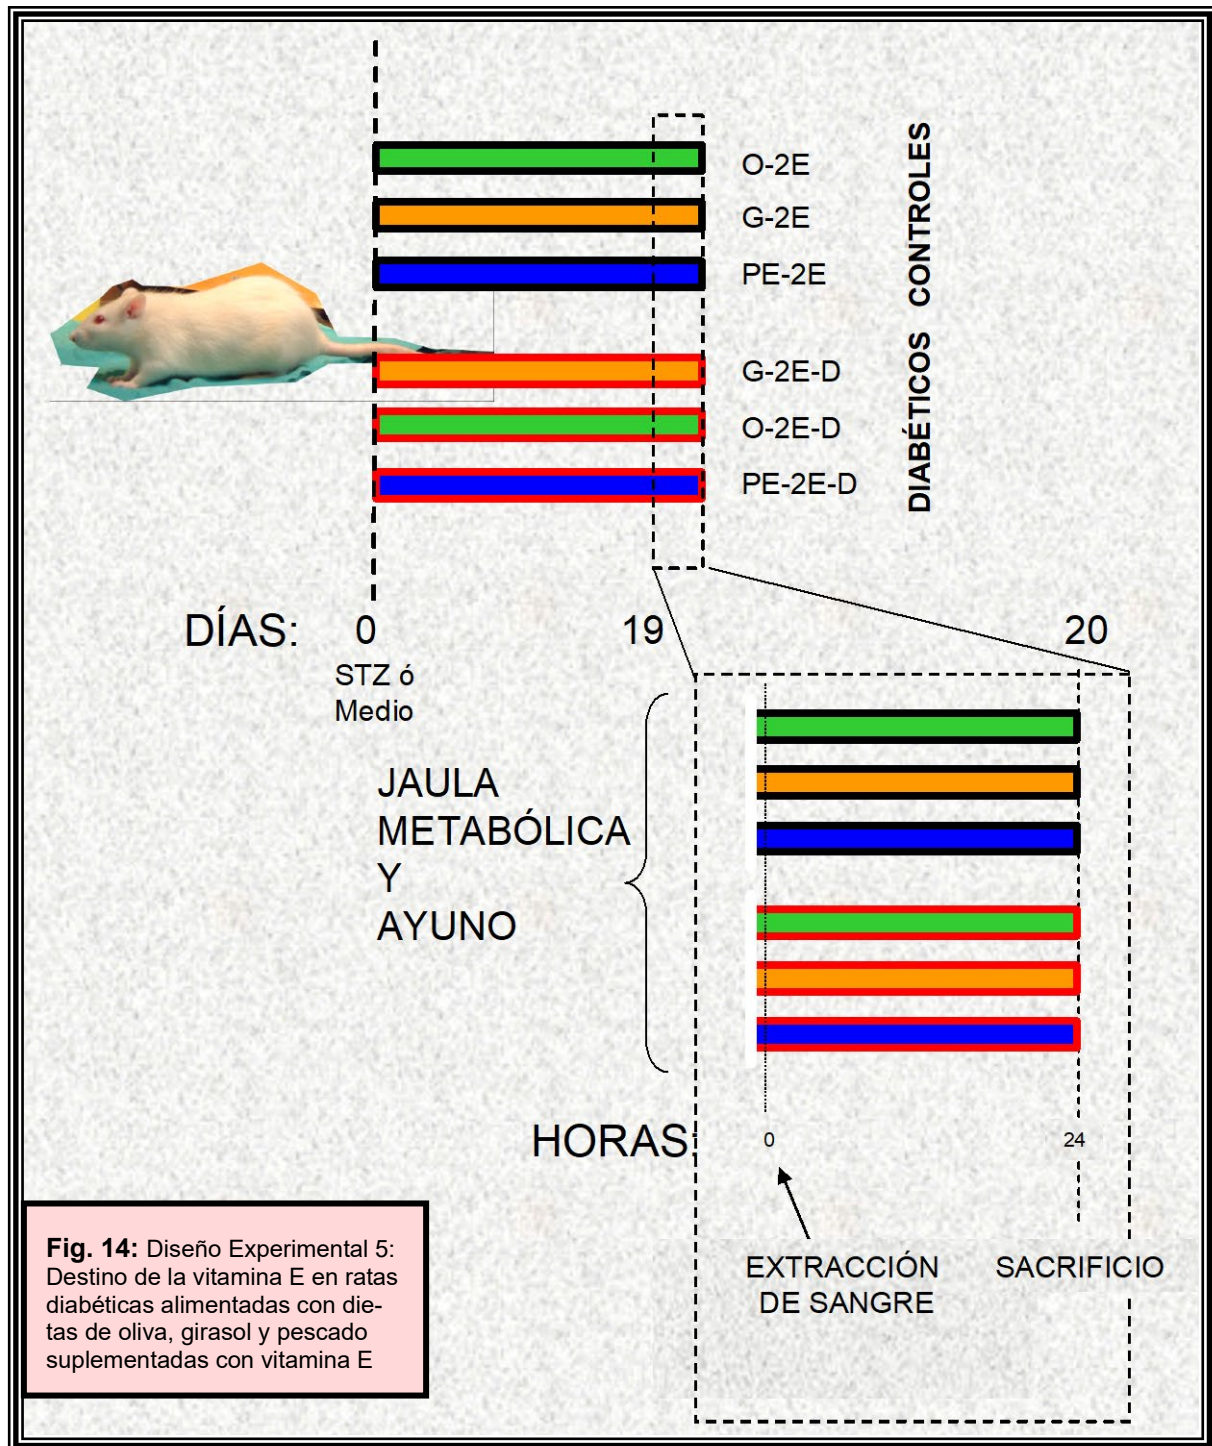 O-2E
G-2E
PE-2E
CONTROLES
G-2E-D
O-2E-D
PE-2E-D
DIABÉTICOS
DÍAS: 0 19 20
STZ ó
Medio
JAULA
METABÓLICA
Y
AYUNO
HORAS: 0 24
EXTRACCIÓN
DE SANGRE
SACRIFICIO
Fig. 14: Diseño Experimental 5:
Destino de la vitamina E en ratas
diabéticas alimentadas con die-
tas de oliva, girasol y pescado
suplementadas con vitamina E